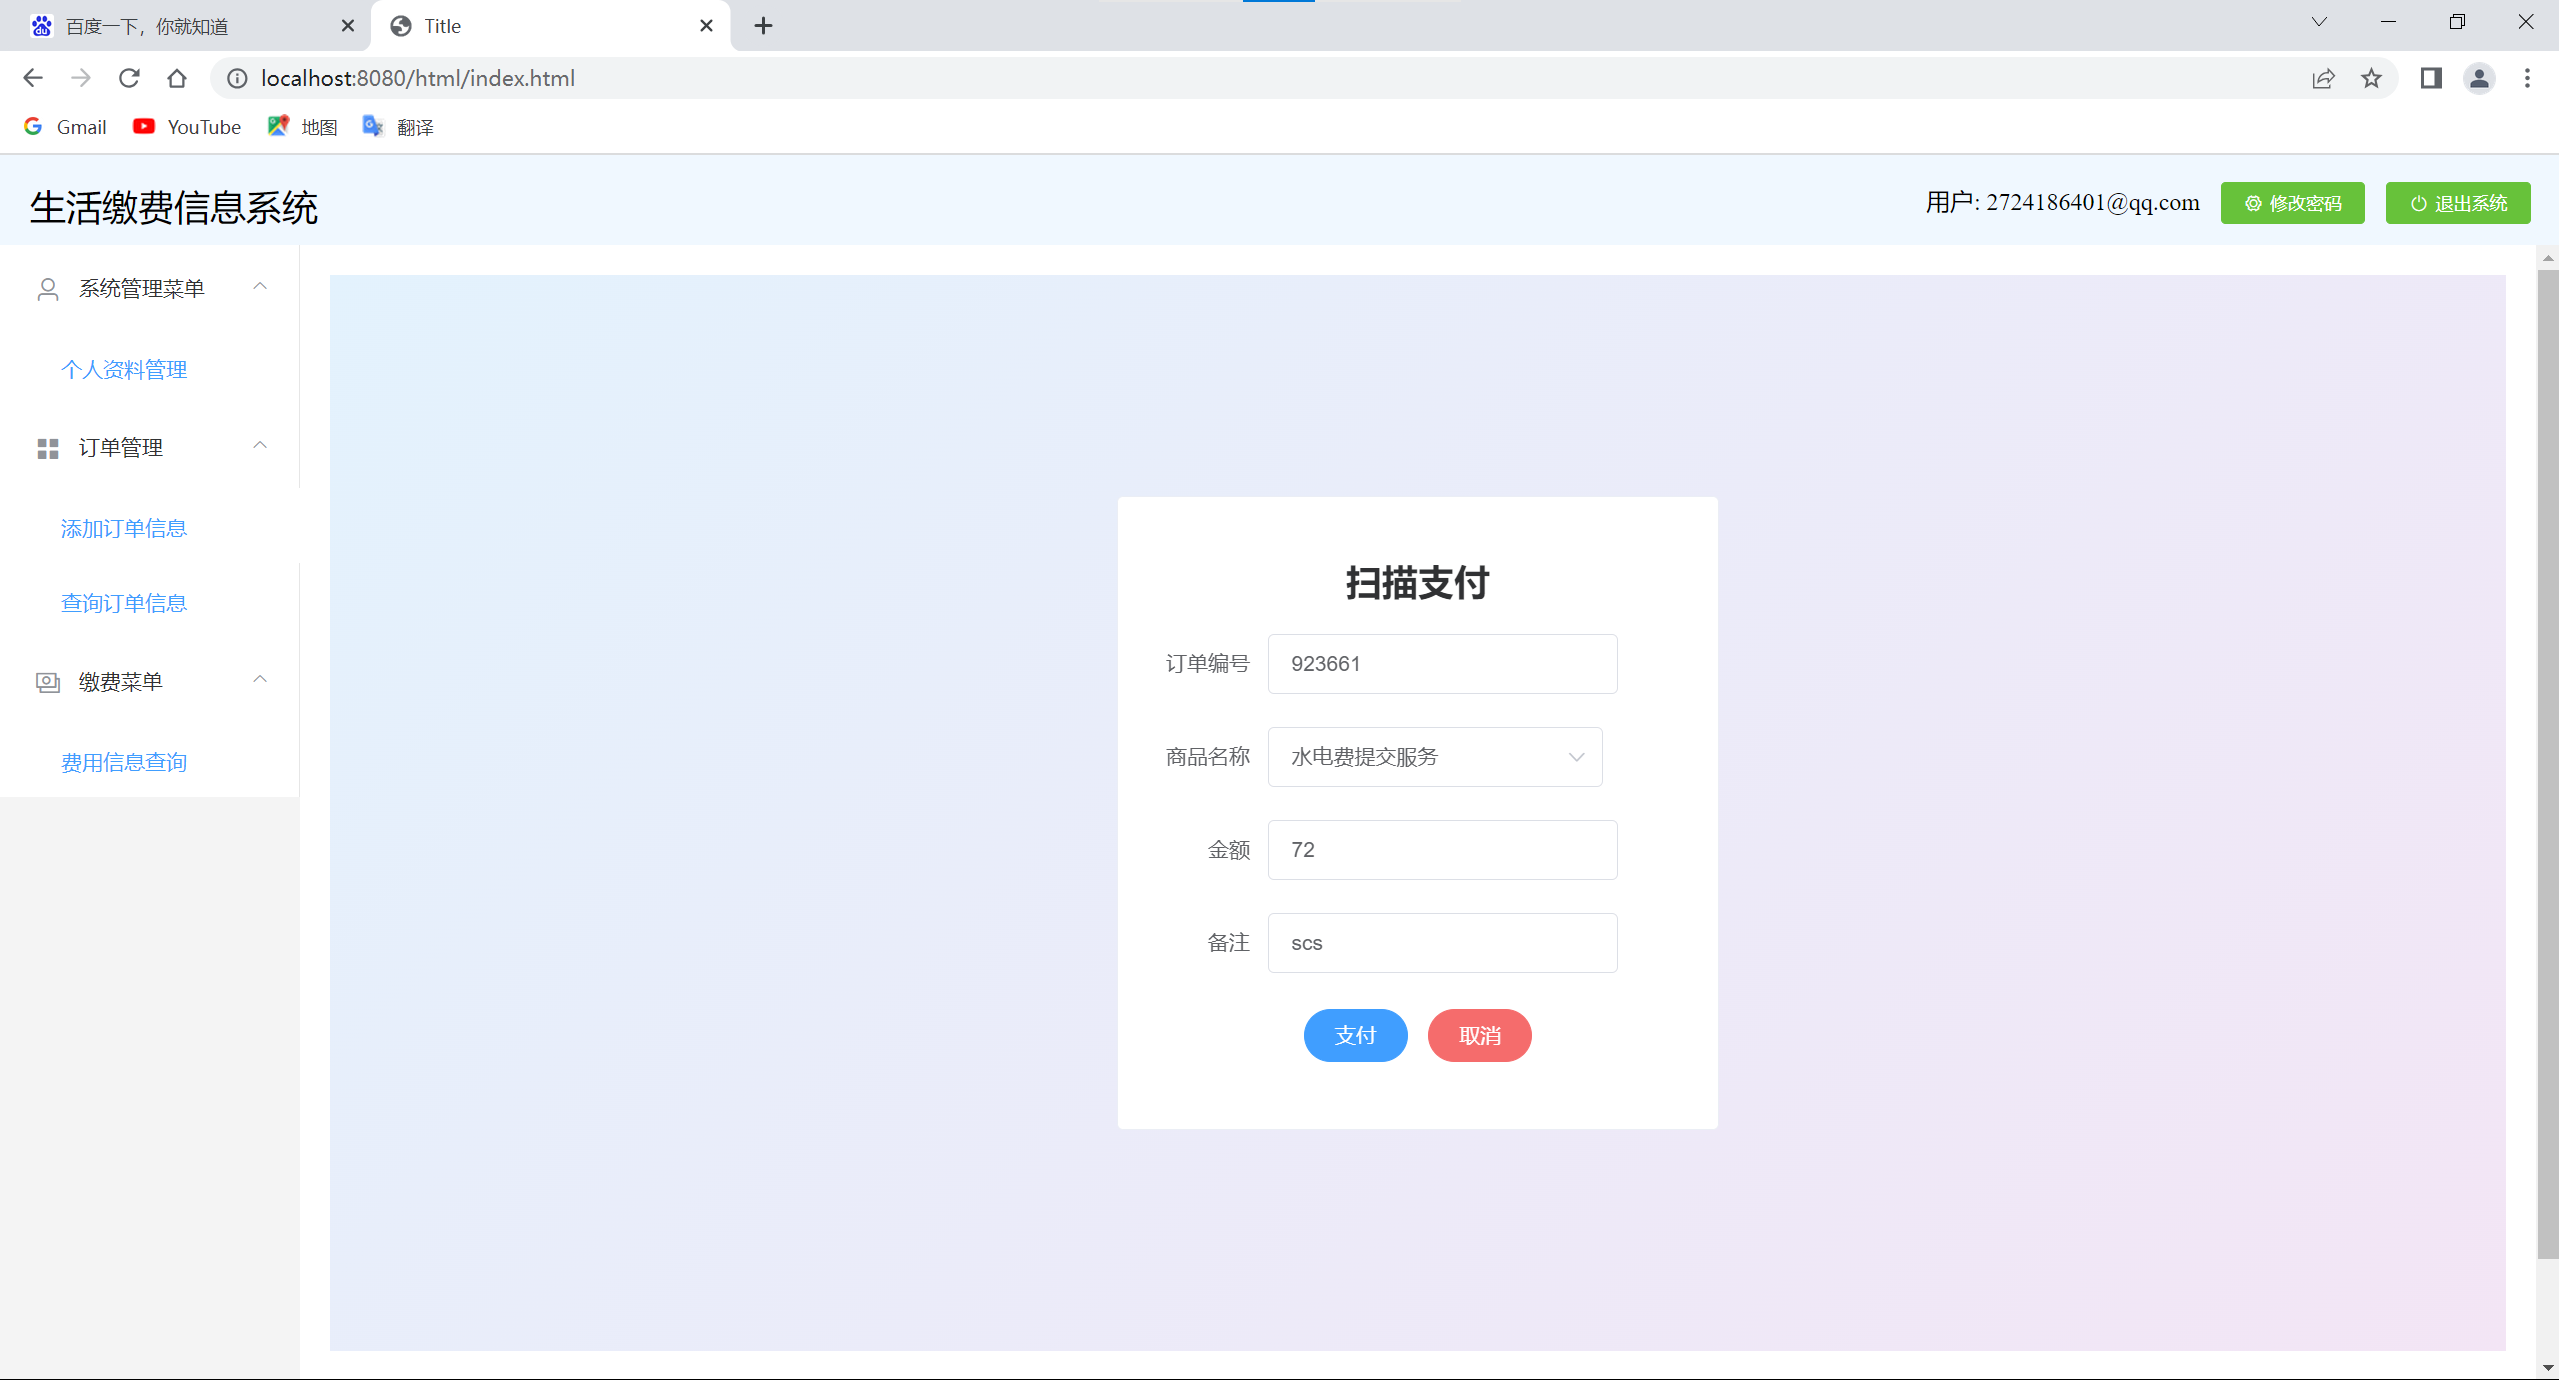 百度一下，你就知道
Title
localhost:8080/html/index.html
Gmail
YouTube
地图
翻译
生活缴费信息系统
用户: 2724186401@qq.com
修改密码
退出系统
系统管理菜单
个人资料管理
订单管理
添加订单信息
查询订单信息
缴费菜单
费用信息查询
扫描支付
订单编号 923661
商品名称 水电费提交服务
金额 72
备注 scs
支付 取消